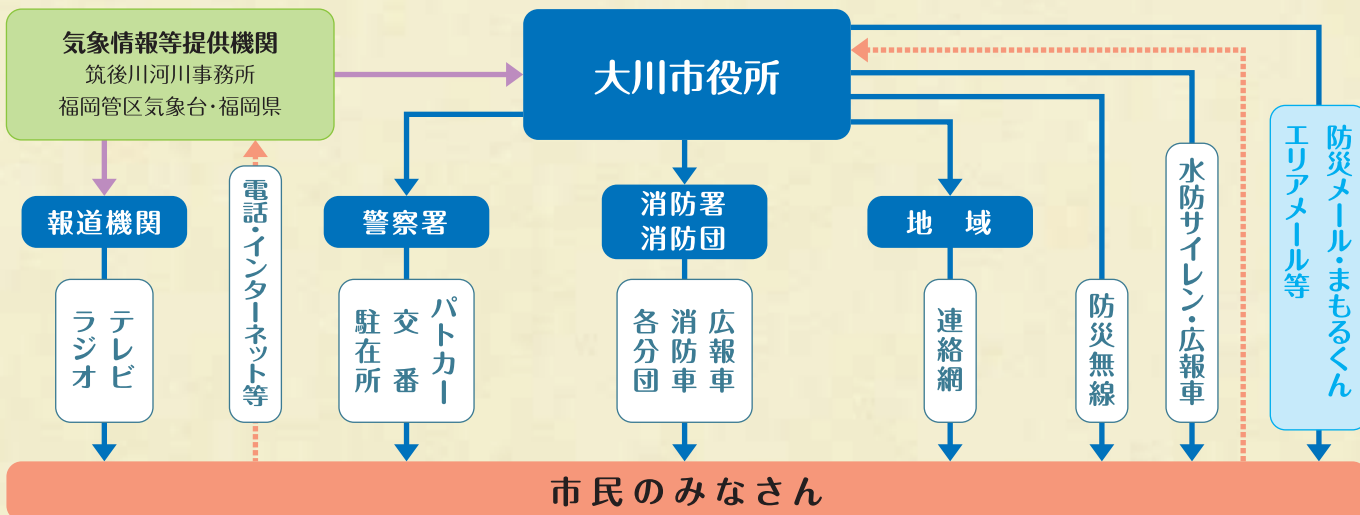 気象情報等提供機関
筑後川河川事務所
福岡管区気象台・福岡県
大川市役所
報道機関
テレビ
ラジオ
電話・インターネット等
警察署
パトカー
交番
駐在所
消防署
消防団
広報車
消防車
各分団
地　域
連絡網
防災無線
水防サイレン・広報車
防災メール・まもるくん
エリアメール等
市民のみなさん